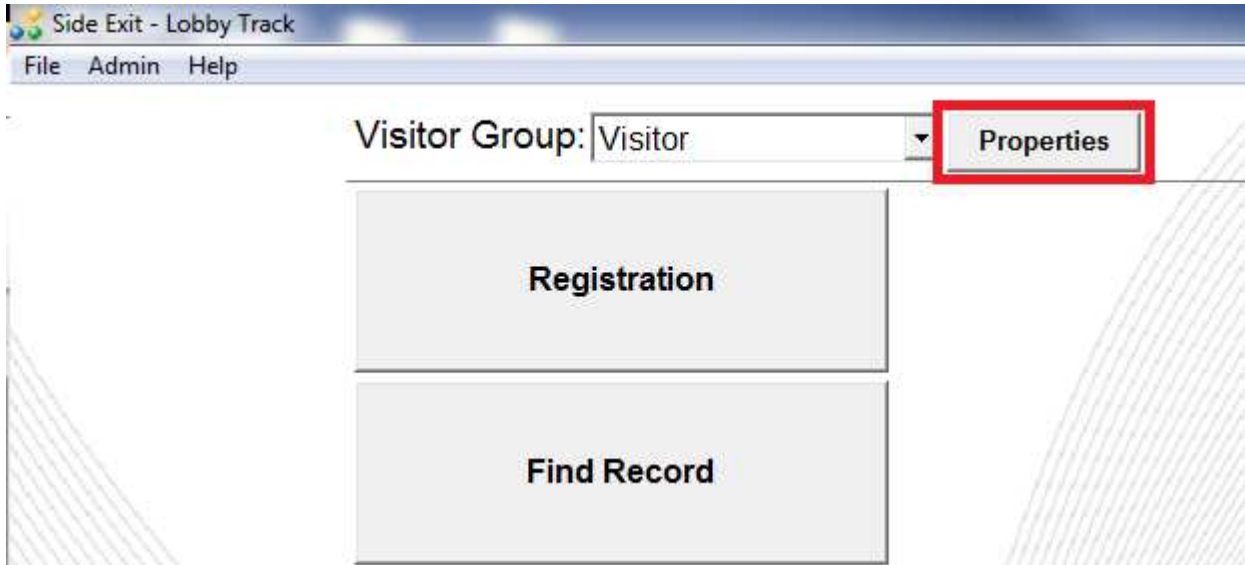 Side Exit - Lobby Track
File Admin Help
Visitor Group: Visitor Properties
Registration
Find Record